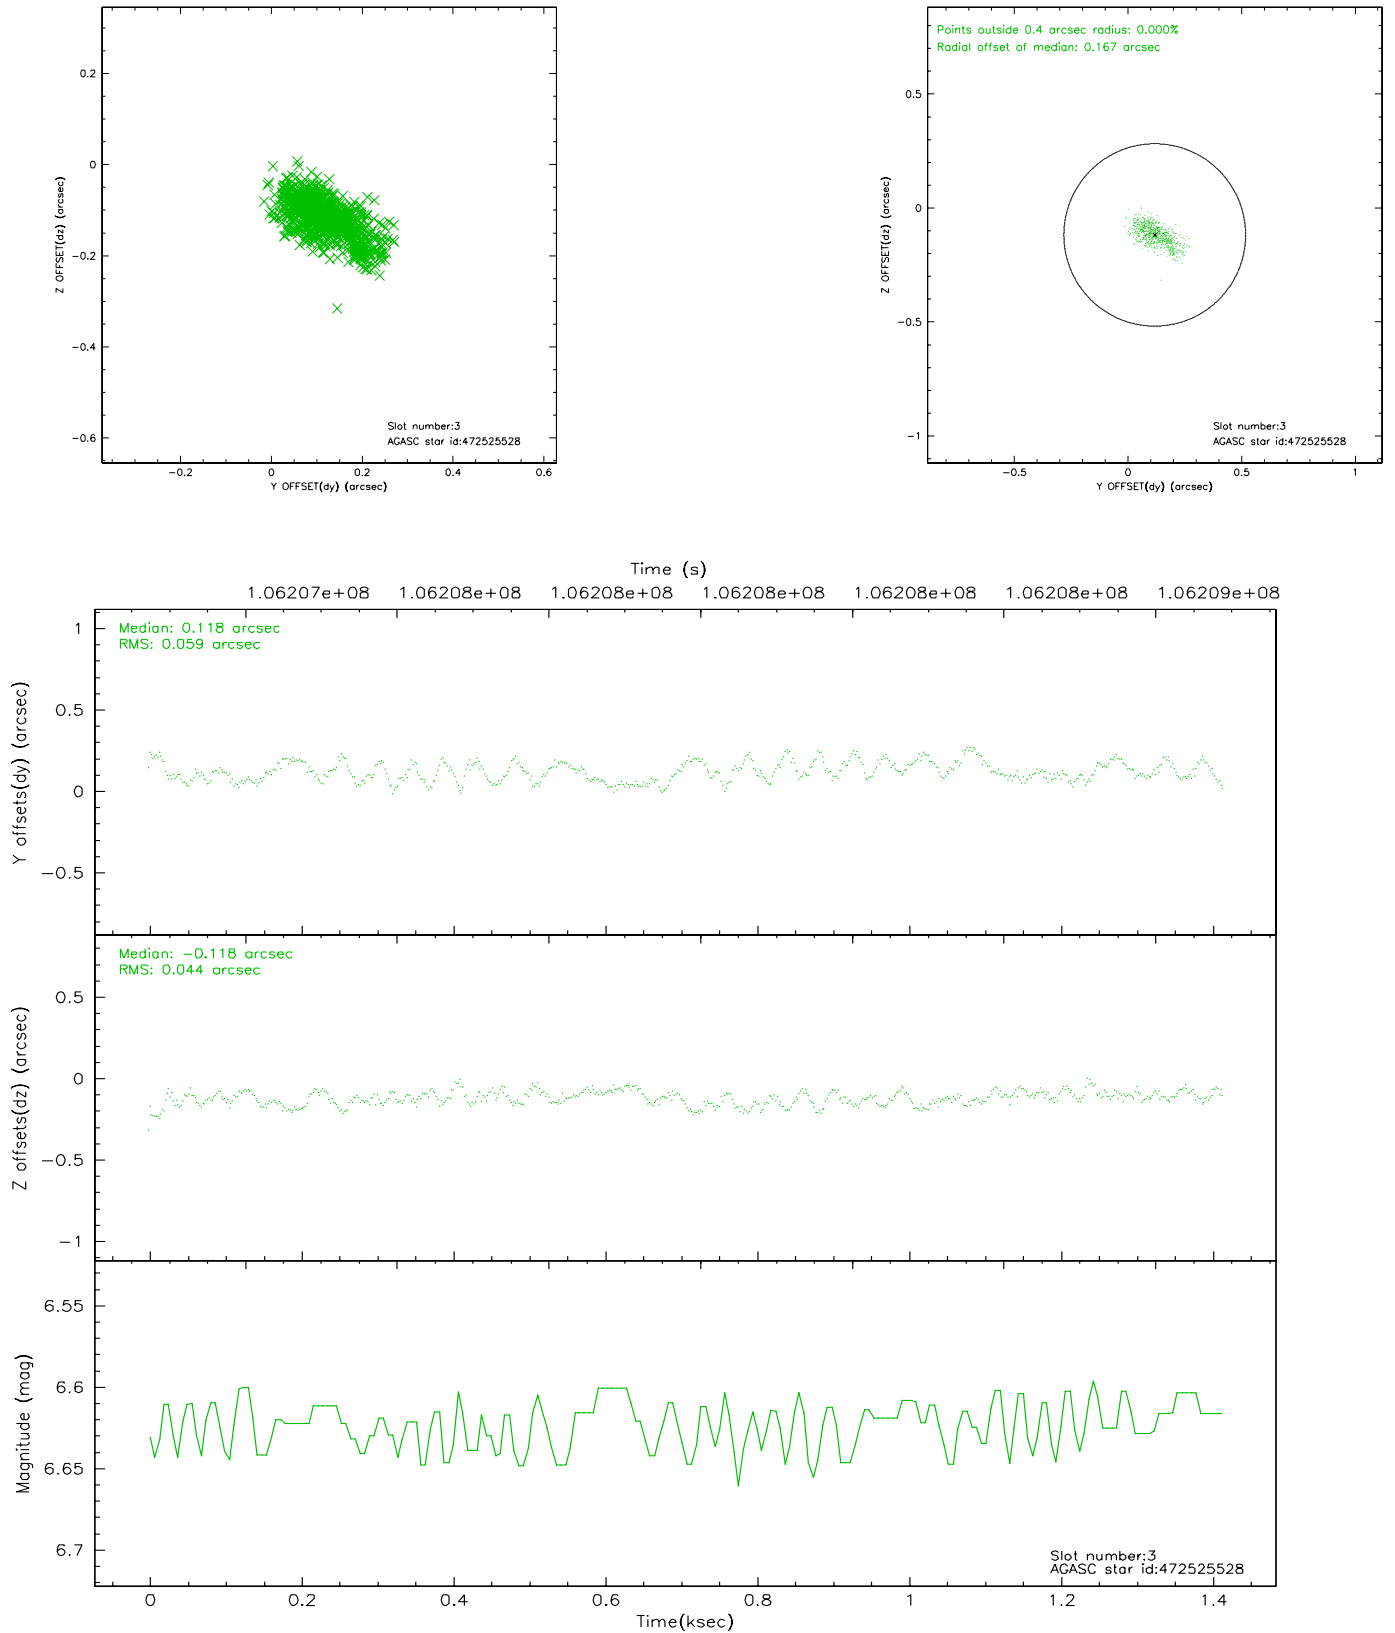 0.2
0
-0.2
-0.4
-0.6
Z OFFSET(dz) (arcsec)
Slot number:3
AGASC star id:472525528
-0.2 0 0.2 0.4 0.6
Y OFFSET(dy) (arcsec)
Points outside 0.4 arcsec radius: 0.000%
Radial offset of median: 0.167 arcsec
0.5
0
-0.5
-1
Z OFFSET(dz) (arcsec)
Slot number:3
AGASC star id:472525528
-0.5 0 0.5 1
Y OFFSET(dy) (arcsec)
Time (s)
1.06207e+08 1.06208e+08 1.06208e+08 1.06208e+08 1.06208e+08 1.06208e+08 1.06209e+08
Median: 0.118 arcsec
RMS: 0.059 arcsec
1
0.5
0
-0.5
Y offsets(dy) (arcsec)
Median: -0.118 arcsec
RMS: 0.044 arcsec
0.5
0
-0.5
-1
Z offsets(dz) (arcsec)
6.55
6.6
6.65
6.7
Magnitude (mag)
Slot number:3
AGASC star id:472525528
0 0.2 0.4 0.6 0.8 1 1.2 1.4
Time(ksec)